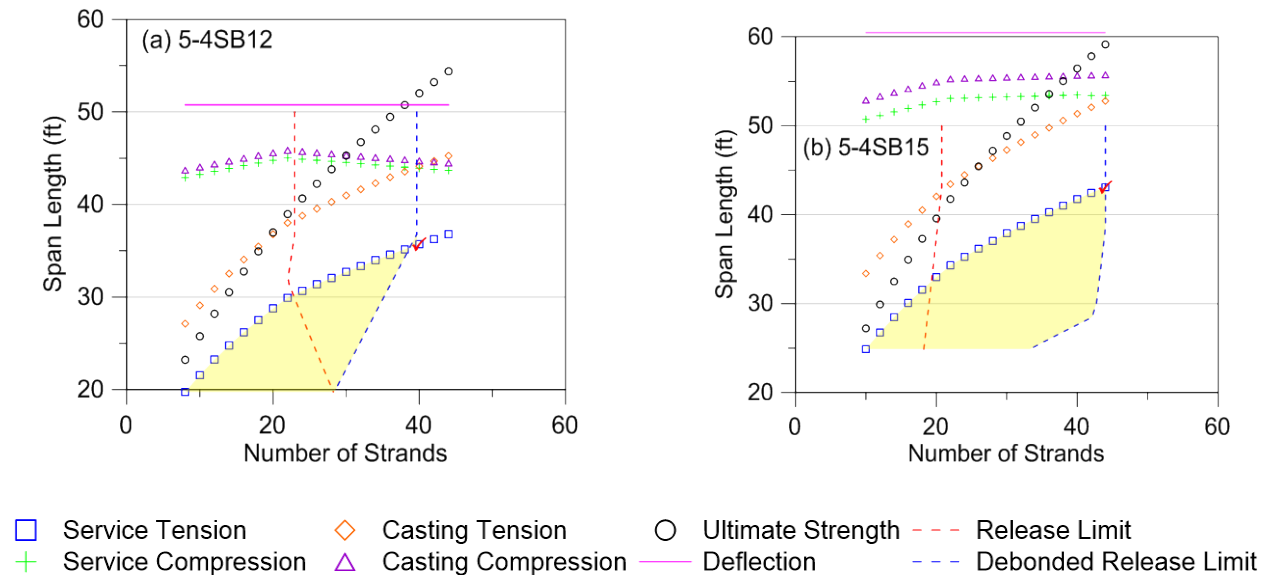 (a) 5-4SB12
60
50
40
30
20
0 20 40 60
Span Length (ft)
Number of Strands
(b) 5-4SB15
60
50
40
30
20
0 20 40 60
Span Length (ft)
Number of Strands
Service Tension Casting Tension Ultimate Strength Release Limit
Service Compression Casting Compression Deflection Debonded Release Limit